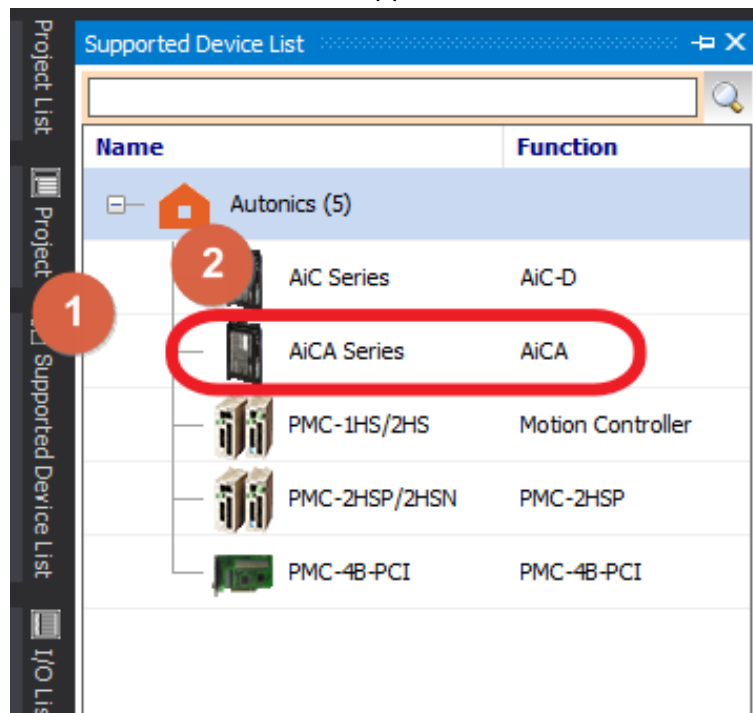 Project List
Project
Supported Device List
I/O Lis
Supported Device List
Name Function
Autonics (5)
1
2
AiC Series AiC-D
AiCA Series AiCA
PMC-1HS/2HS Motion Controller
PMC-2HSP/2HSN PMC-2HSP
PMC-4B-PCI PMC-4B-PCI